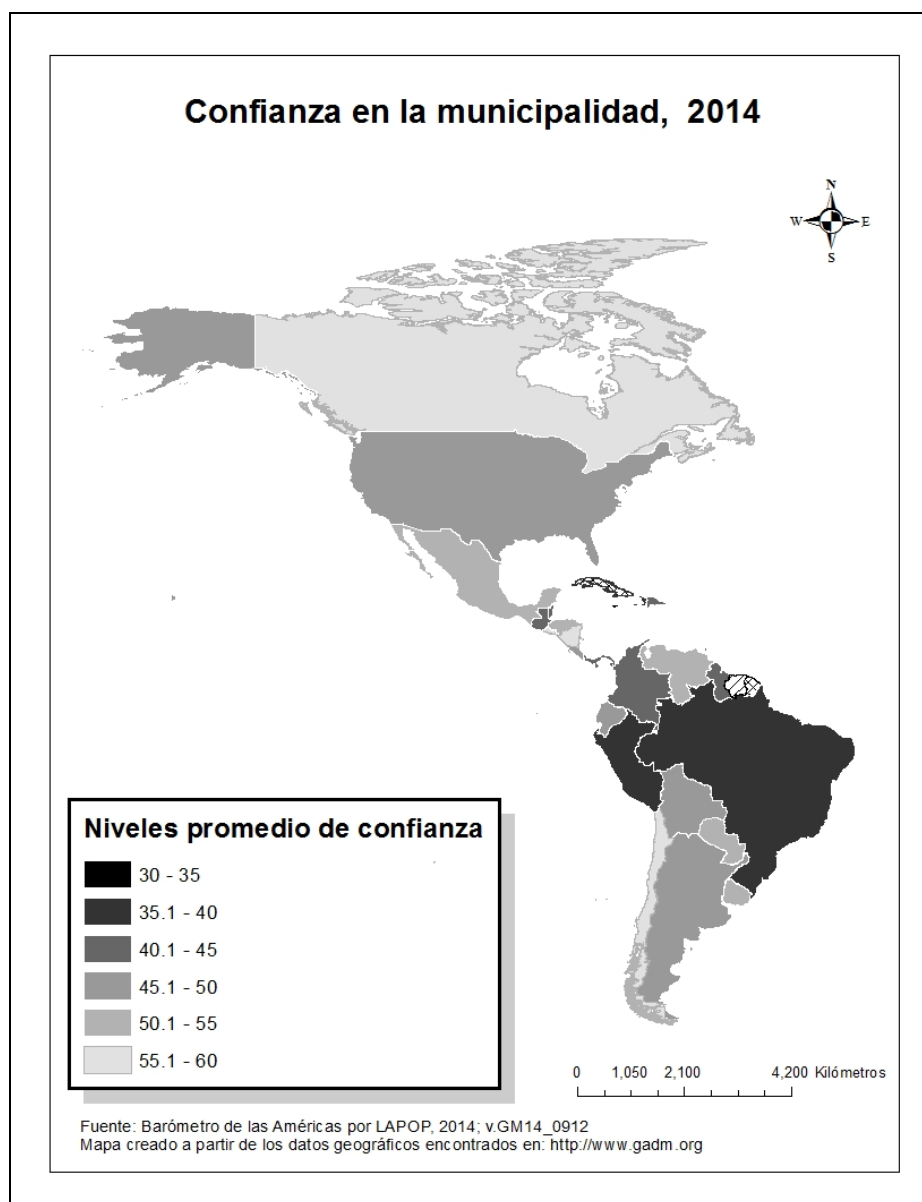 Confianza en la municipalidad, 2014
N
W E
S
Niveles promedio de confianza
30 - 35
35.1 - 40
40.1 - 45
45.1 - 50
50.1 - 55
55.1 - 60
0 1,050 2,100 4,200 Kilómetros
Fuente: Barómetro de las Américas por LAPOP, 2014; v.GM14_0912
Mapa creado a partir de los datos geográficos encontrados en: http://www.gadm.org